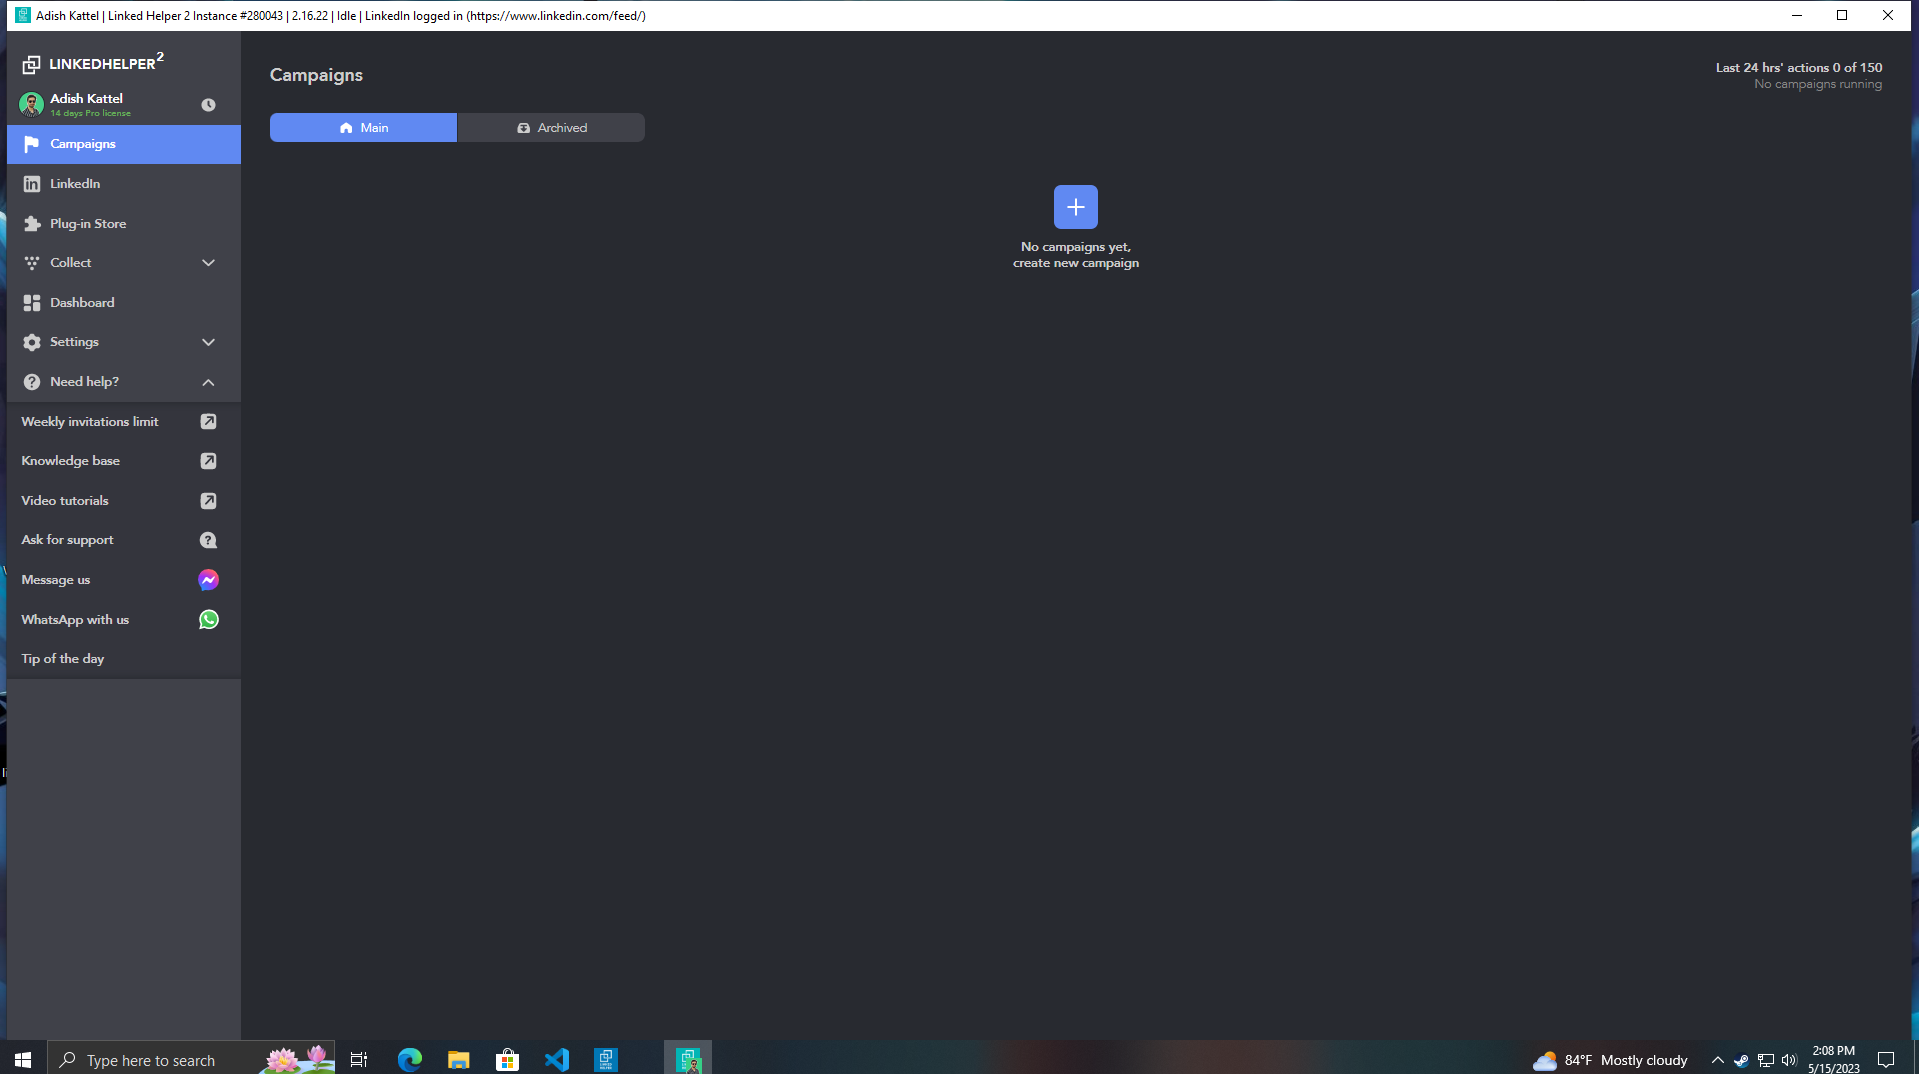 Adish Kattel | Linked Helper 2 Instance #280043 | 2.16.22 | Idle | LinkedIn logged in (https://www.linkedin.com/feed/)
LINKEDHELPER2
Adish Kattel
14 days Pro license
Campaigns
LinkedIn
Plug-in Store
Collect
Dashboard
Settings
Need help?
Weekly invitations limit
Knowledge base
Video tutorials
Ask for support
Message us
WhatsApp with us
Tip of the day
Campaigns
Last 24 hrs' actions 0 of 150
No campaigns running
Main
Archived
No campaigns yet,
create new campaign
Type here to search
84°F Mostly cloudy
2:08 PM
5/15/2023